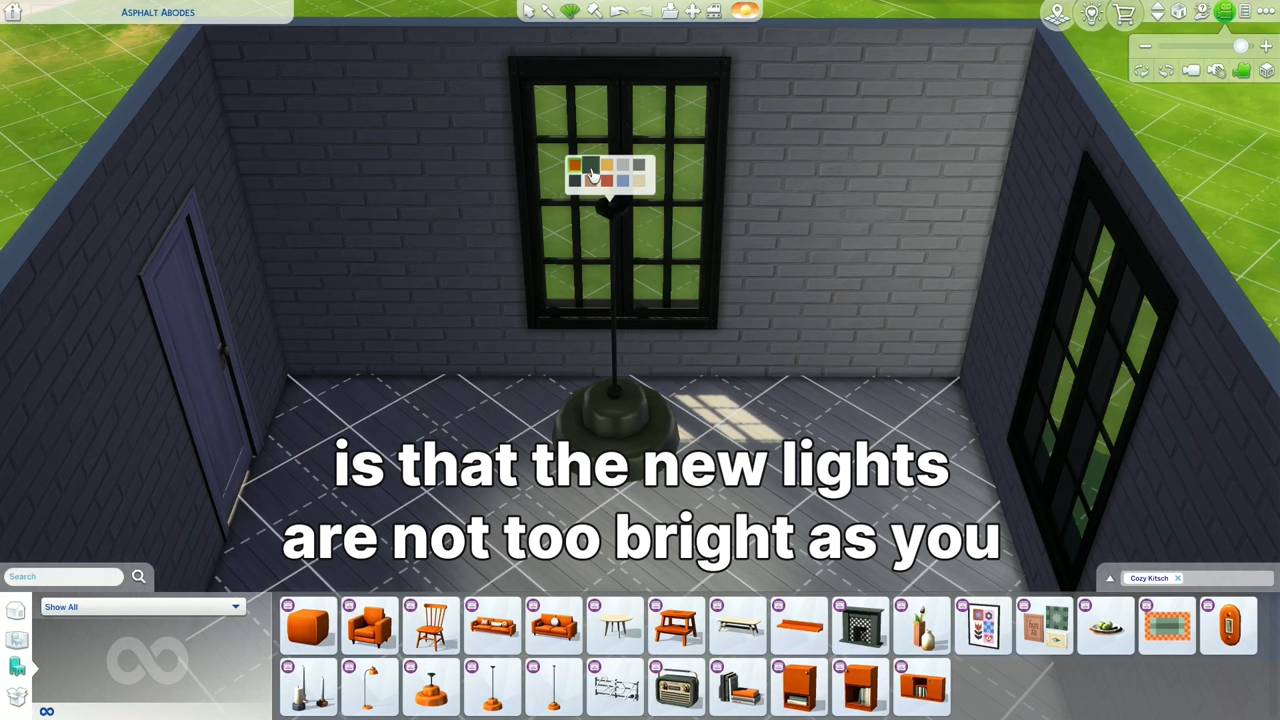 ASPHALT ABODES
is that the new lights
are not too bright as you
Search
Cozy Kitsch
Show All